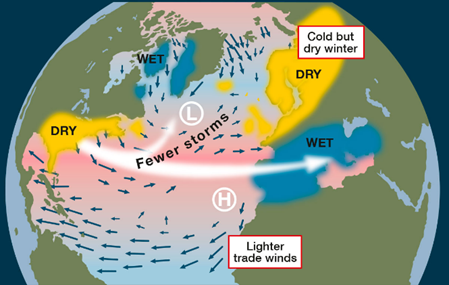 Cold but
dry winter
WET
DRY
L
DRY
Fewer storms
WET
H
Lighter
trade winds